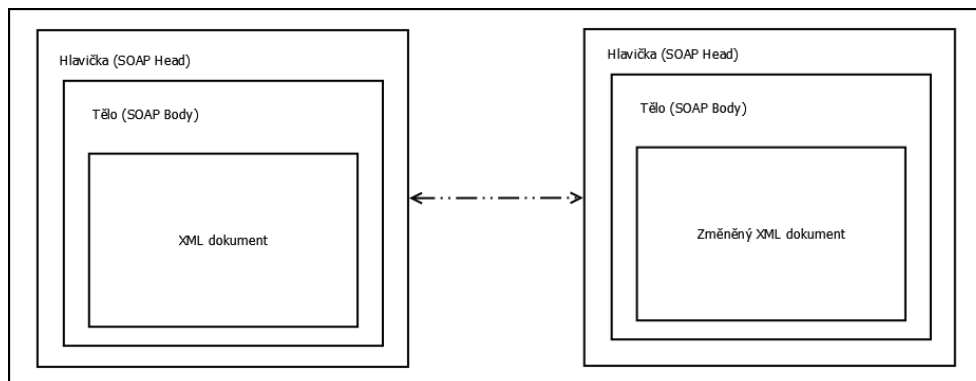 Hlavička (SOAP Head)
Tělo (SOAP Body)
XML dokument
Hlavička (SOAP Head)
Tělo (SOAP Body)
Změněný XML dokument